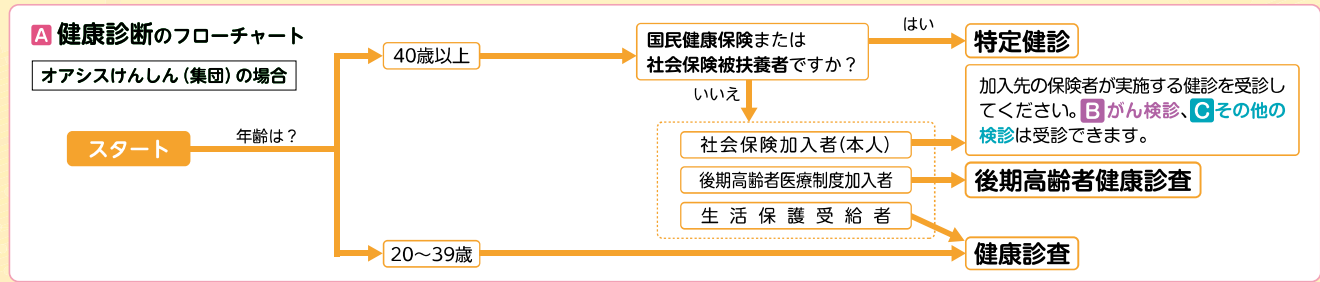 A 健康診断のフローチャート
オアシスけんしん（集団）の場合
スタート
年齢は？
40歳以上
国民健康保険または
社会保険被扶養者ですか？
はい
特定健診
いいえ
社会保険加入者（本人）
加入先の保険者が実施する健診を受診し
てください。Bがん検診、Cその他の
検診は受診できます。
後期高齢者医療制度加入者
後期高齢者健康診査
生活保護受給者
20～39歳
健康診査